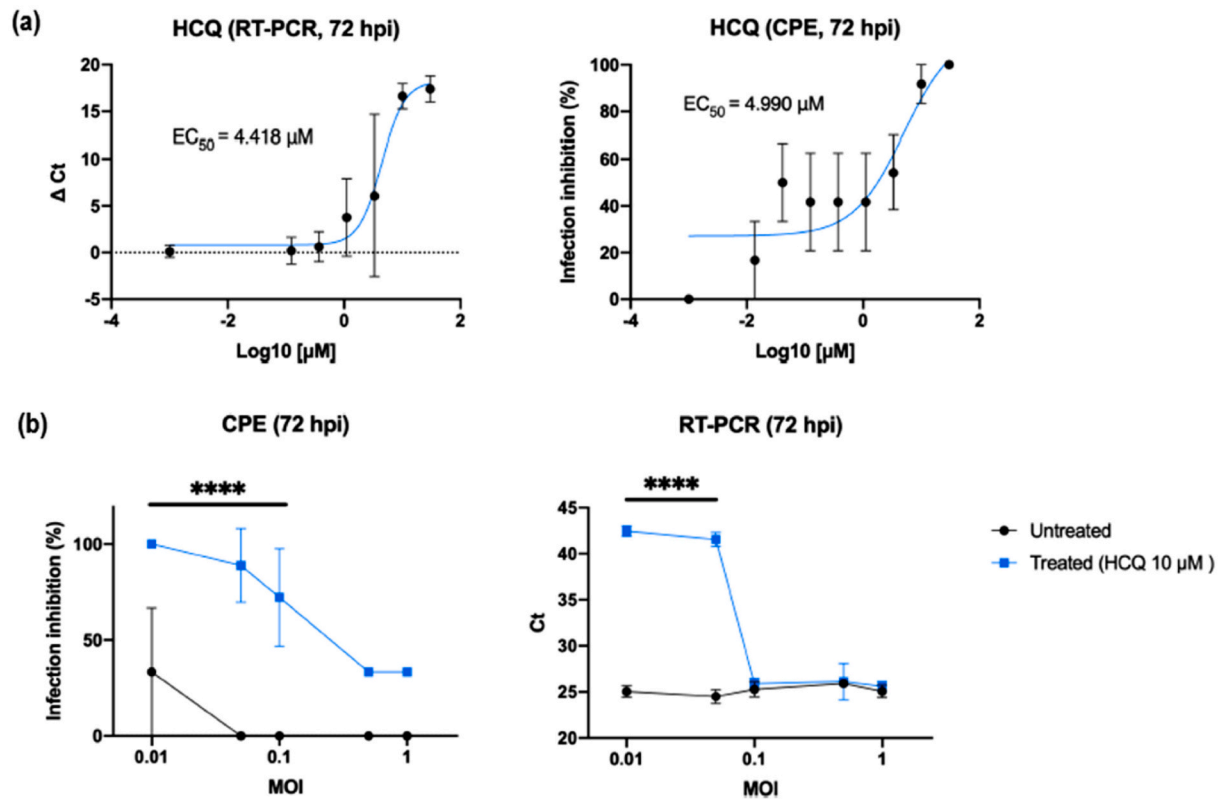 (a)
HCQ (RT-PCR, 72 hpi)
20
15
10
5
0
-5
Δ Ct
EC50 = 4.418 µM
-4
-2
0
2
Log10 [µM]
HCQ (CPE, 72 hpi)
100
80
60
40
20
0
Infection inhibition (%)
EC50 = 4.990 µM
-4
-2
0
2
Log10 [µM]
(b)
CPE (72 hpi)
****
100
50
0
Infection inhibition (%)
0.01
0.1
1
MOI
RT-PCR (72 hpi)
****
45
40
35
30
25
20
Ct
0.01
0.1
1
MOI
Untreated
Treated (HCQ 10 µM )